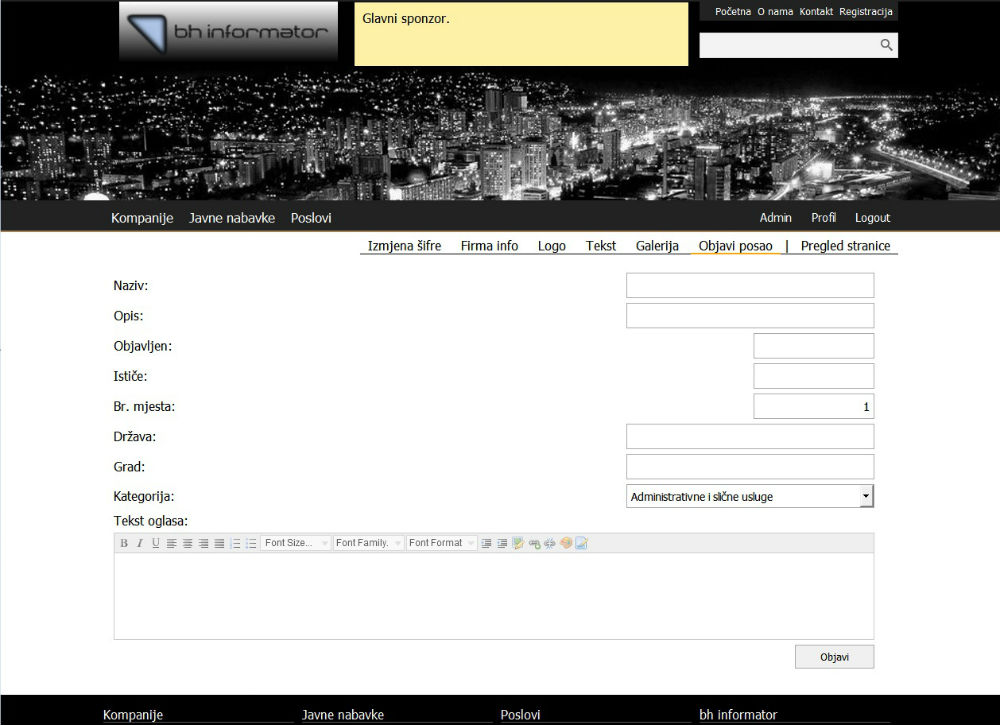 bh informator
Glavni sponzor.
Početna O nama Kontakt Registracija
Kompanije Javne nabavke Poslovi
Admin Profil Logout
Izmjena šifre Firma info Logo Tekst Galerija Objavi posao | Pregled stranice
Naziv:
Opis:
Objavljen:
Ističe:
Br. mjesta: 1
Država:
Grad:
Kategorija: Administrativne i slične usluge
Tekst oglasa:
B I U Font Size... Font Family. Font Format
Objavi
Kompanije Javne nabavke Poslovi bh informator